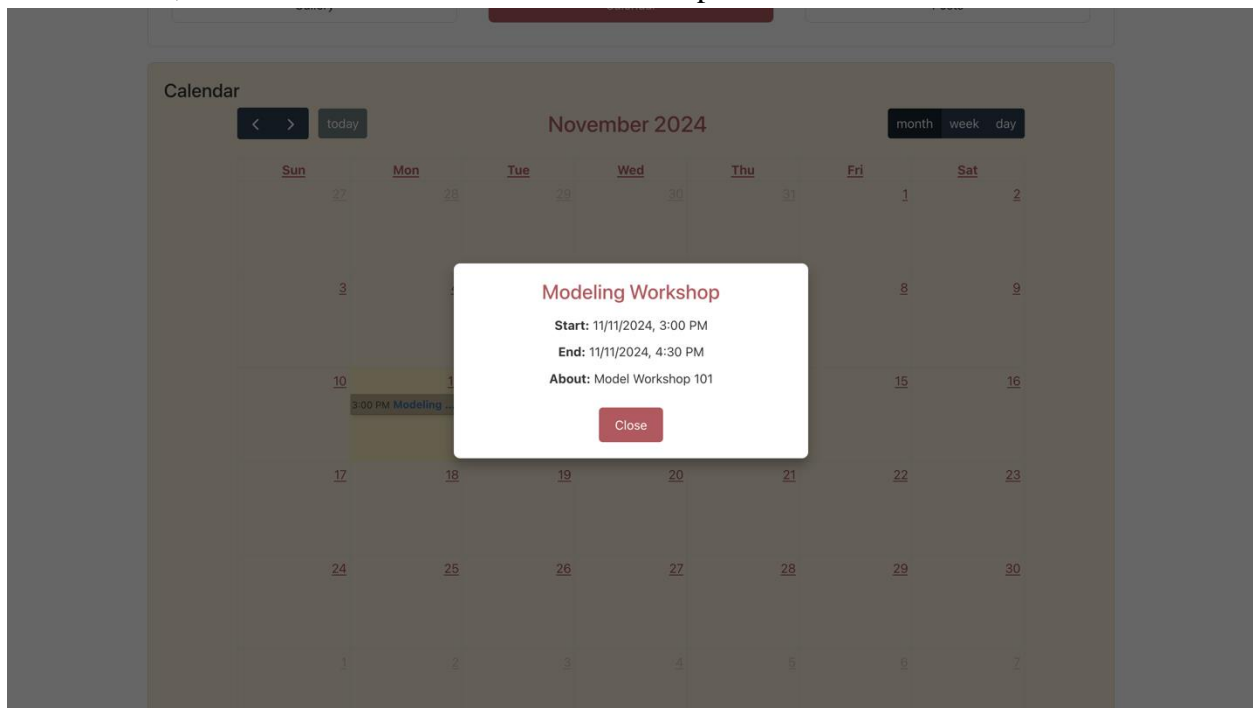 Calendar
today
November 2024
month week day
Sun Mon Tue Wed Thu Fri Sat
27 28 29 30 31 1 2
3 8 9
Modeling Workshop
Start: 11/11/2024, 3:00 PM
End: 11/11/2024, 4:30 PM
About: Model Workshop 101
Close
10 15 16
3:00 PM Modeling ...
17 18 19 20 21 22 23
24 25 26 27 28 29 30
1 2 3 4 5 6 7